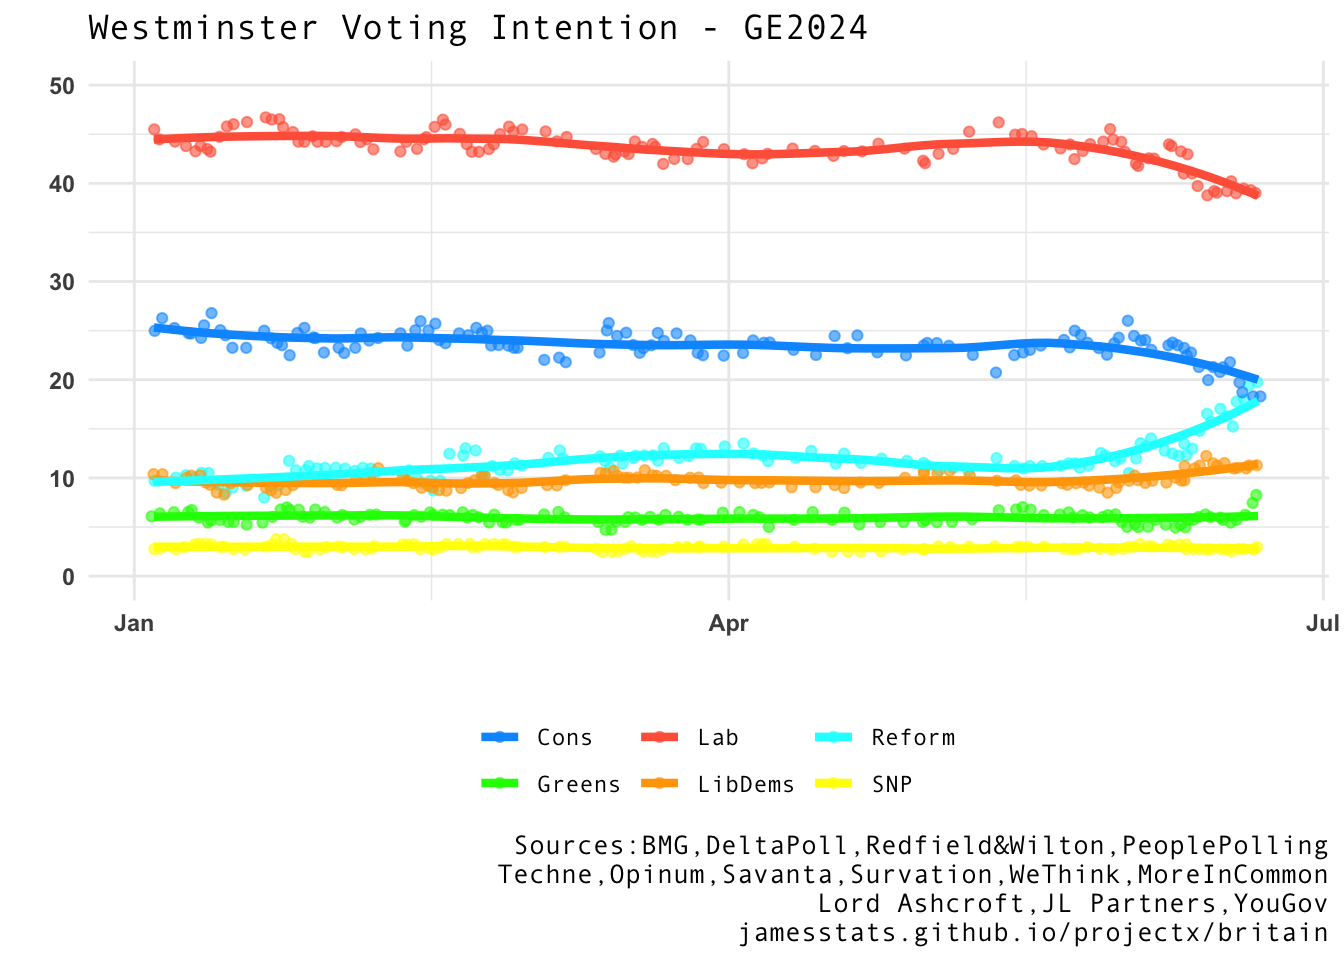 Westminster Voting Intention - GE2024
50
40
30
20
10
0
Jan Apr Jul
Cons Lab Reform
Greens LibDems SNP
Sources:BMG,DeltaPoll,Redfield&Wilton,PeoplePolling
Techne,Opinum,Savanta,Survation,WeThink,MoreInCommon
Lord Ashcroft,JL Partners,YouGov
jamesstats.github.io/projectx/britain